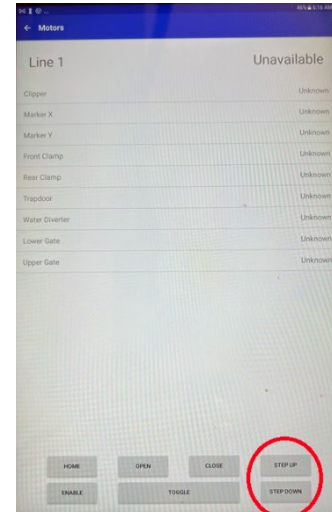 ← Motors
Line 1 Unavailable
Clipper Unknown
Marker X Unknown
Marker Y Unknown
Front Clamp Unknown
Rear Clamp Unknown
Trapdoor Unknown
Water Diverter Unknown
Lower Gate Unknown
Upper Gate Unknown
HOME OPEN CLOSE STEP UP
ENABLE TOGGLE STEP DOWN